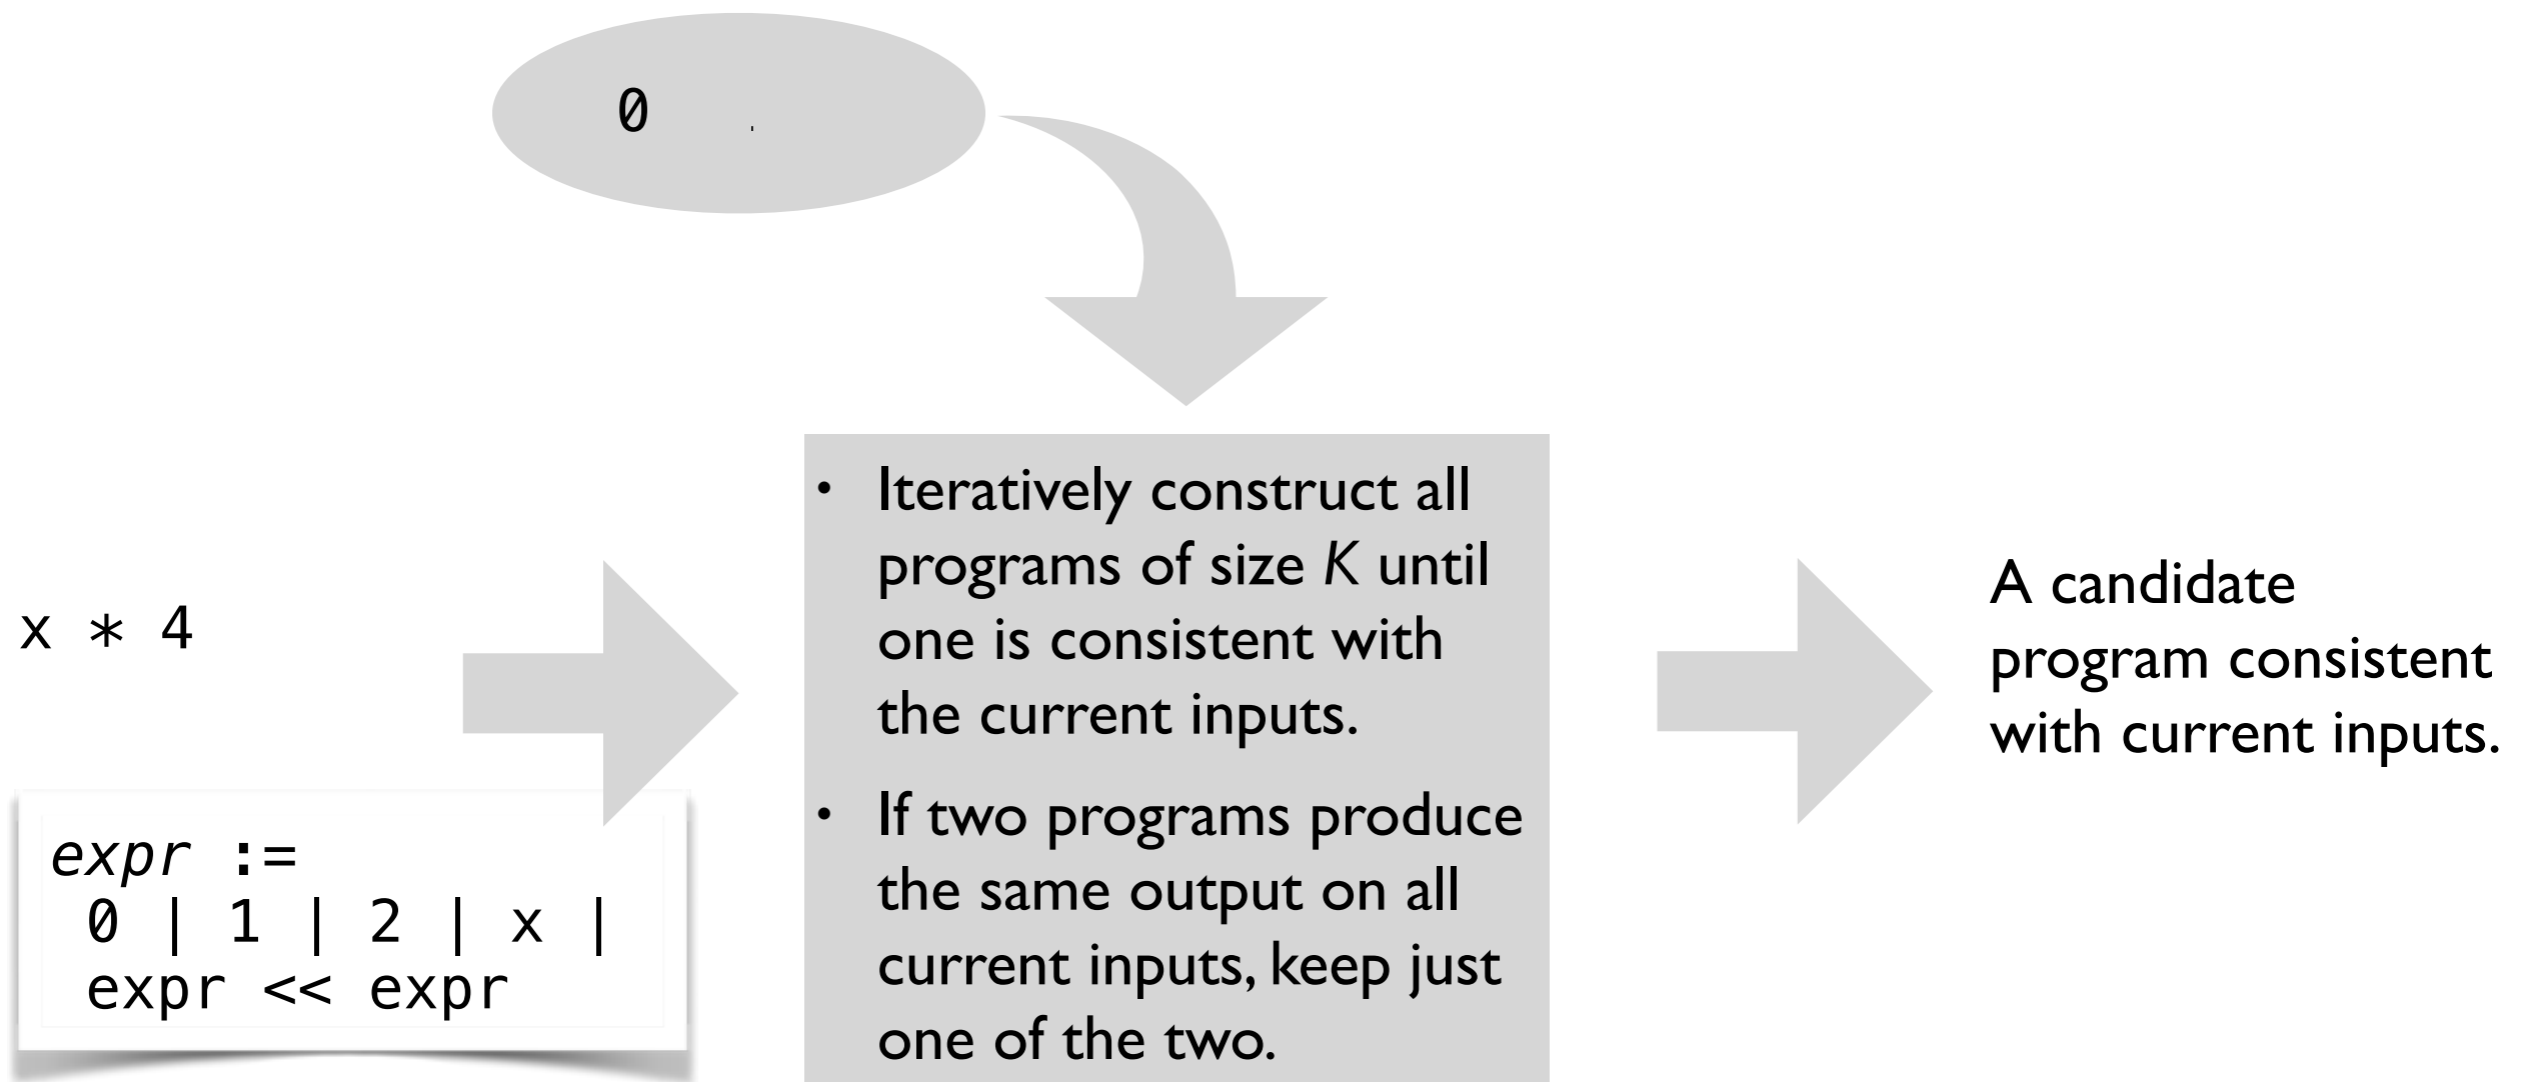 0
x * 4
expr :=
0 | 1 | 2 | x |
expr << expr
• Iteratively construct all
programs of size K until
one is consistent with
the current inputs.
• If two programs produce
the same output on all
current inputs, keep just
one of the two.
A candidate
program consistent
with current inputs.